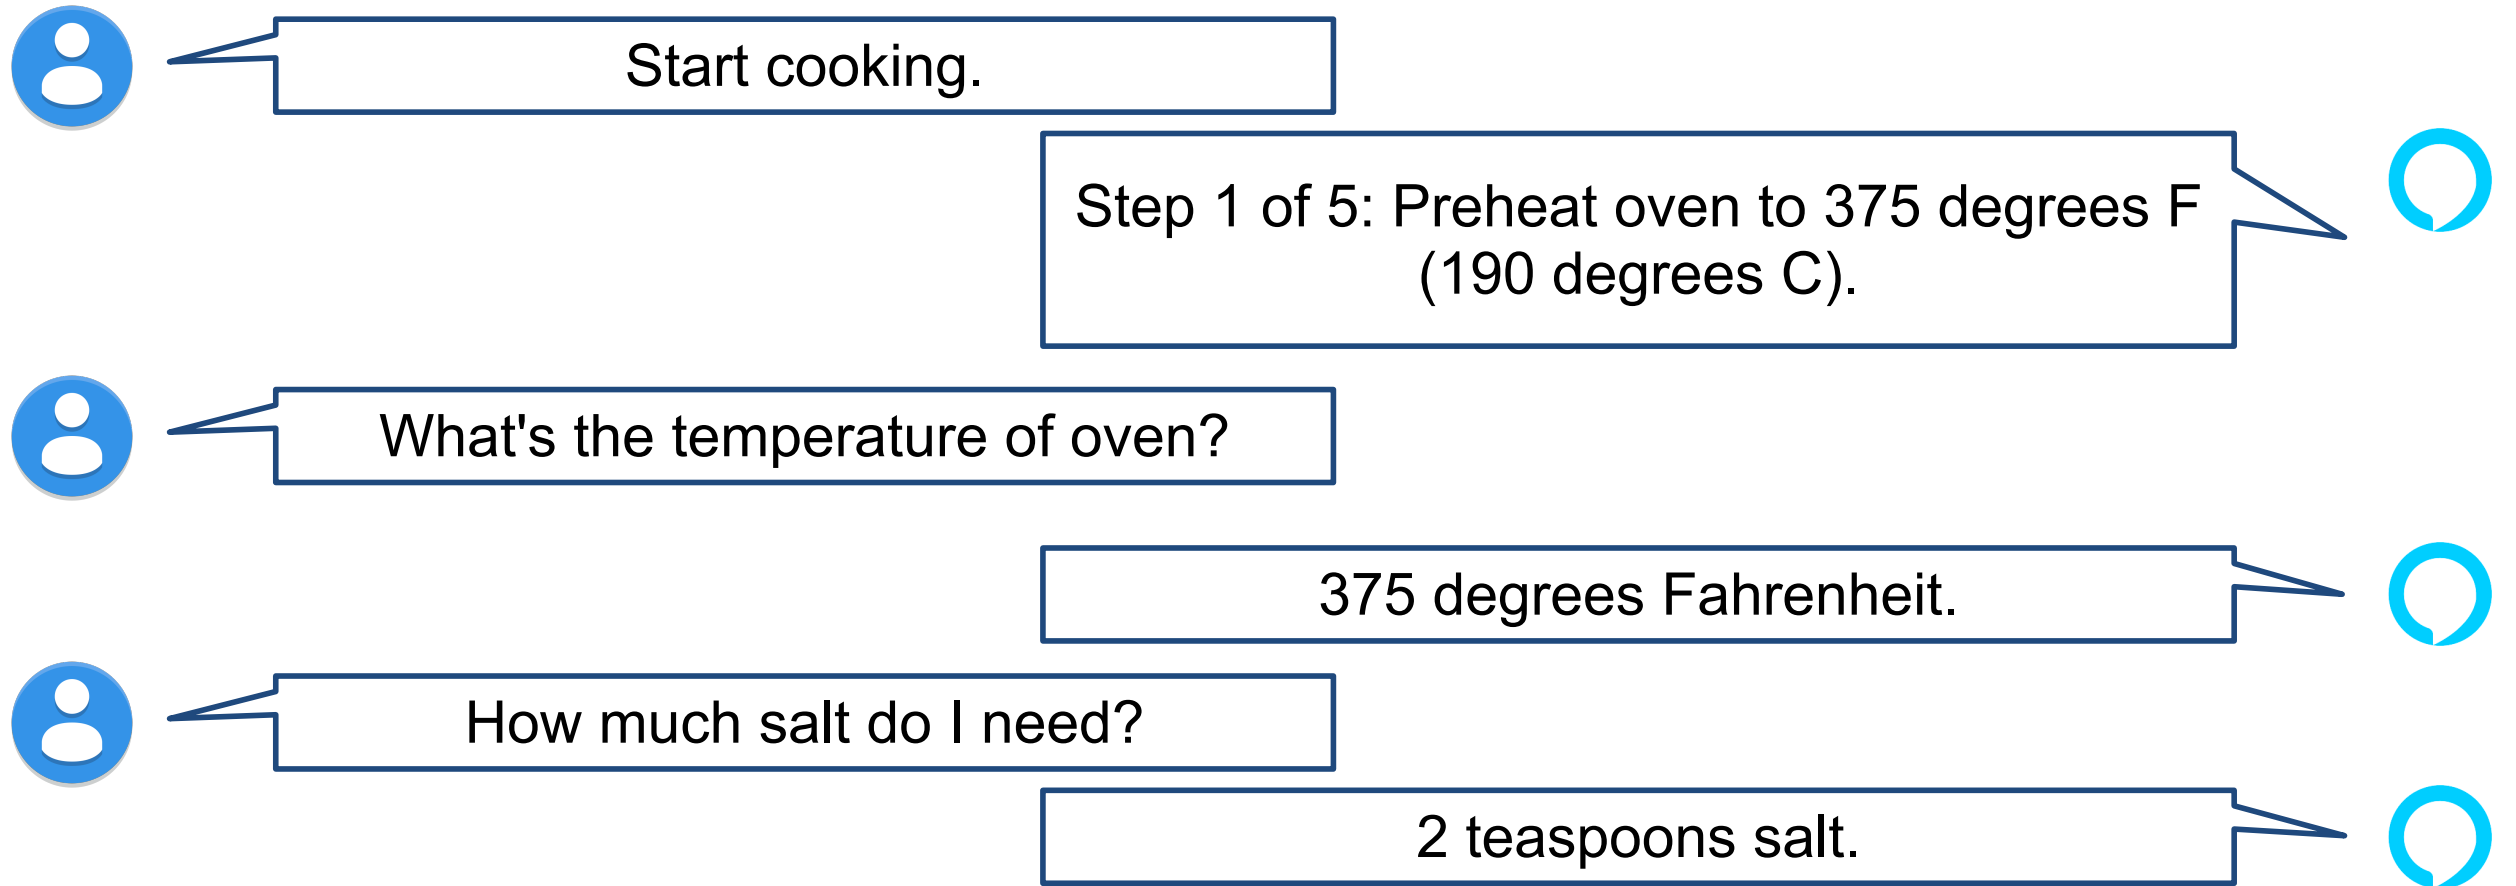 Start cooking.
Step 1 of 5: Preheat oven to 375 degrees F
(190 degrees C).
What's the temperature of oven?
375 degrees Fahrenheit.
How much salt do I need?
2 teaspoons salt.